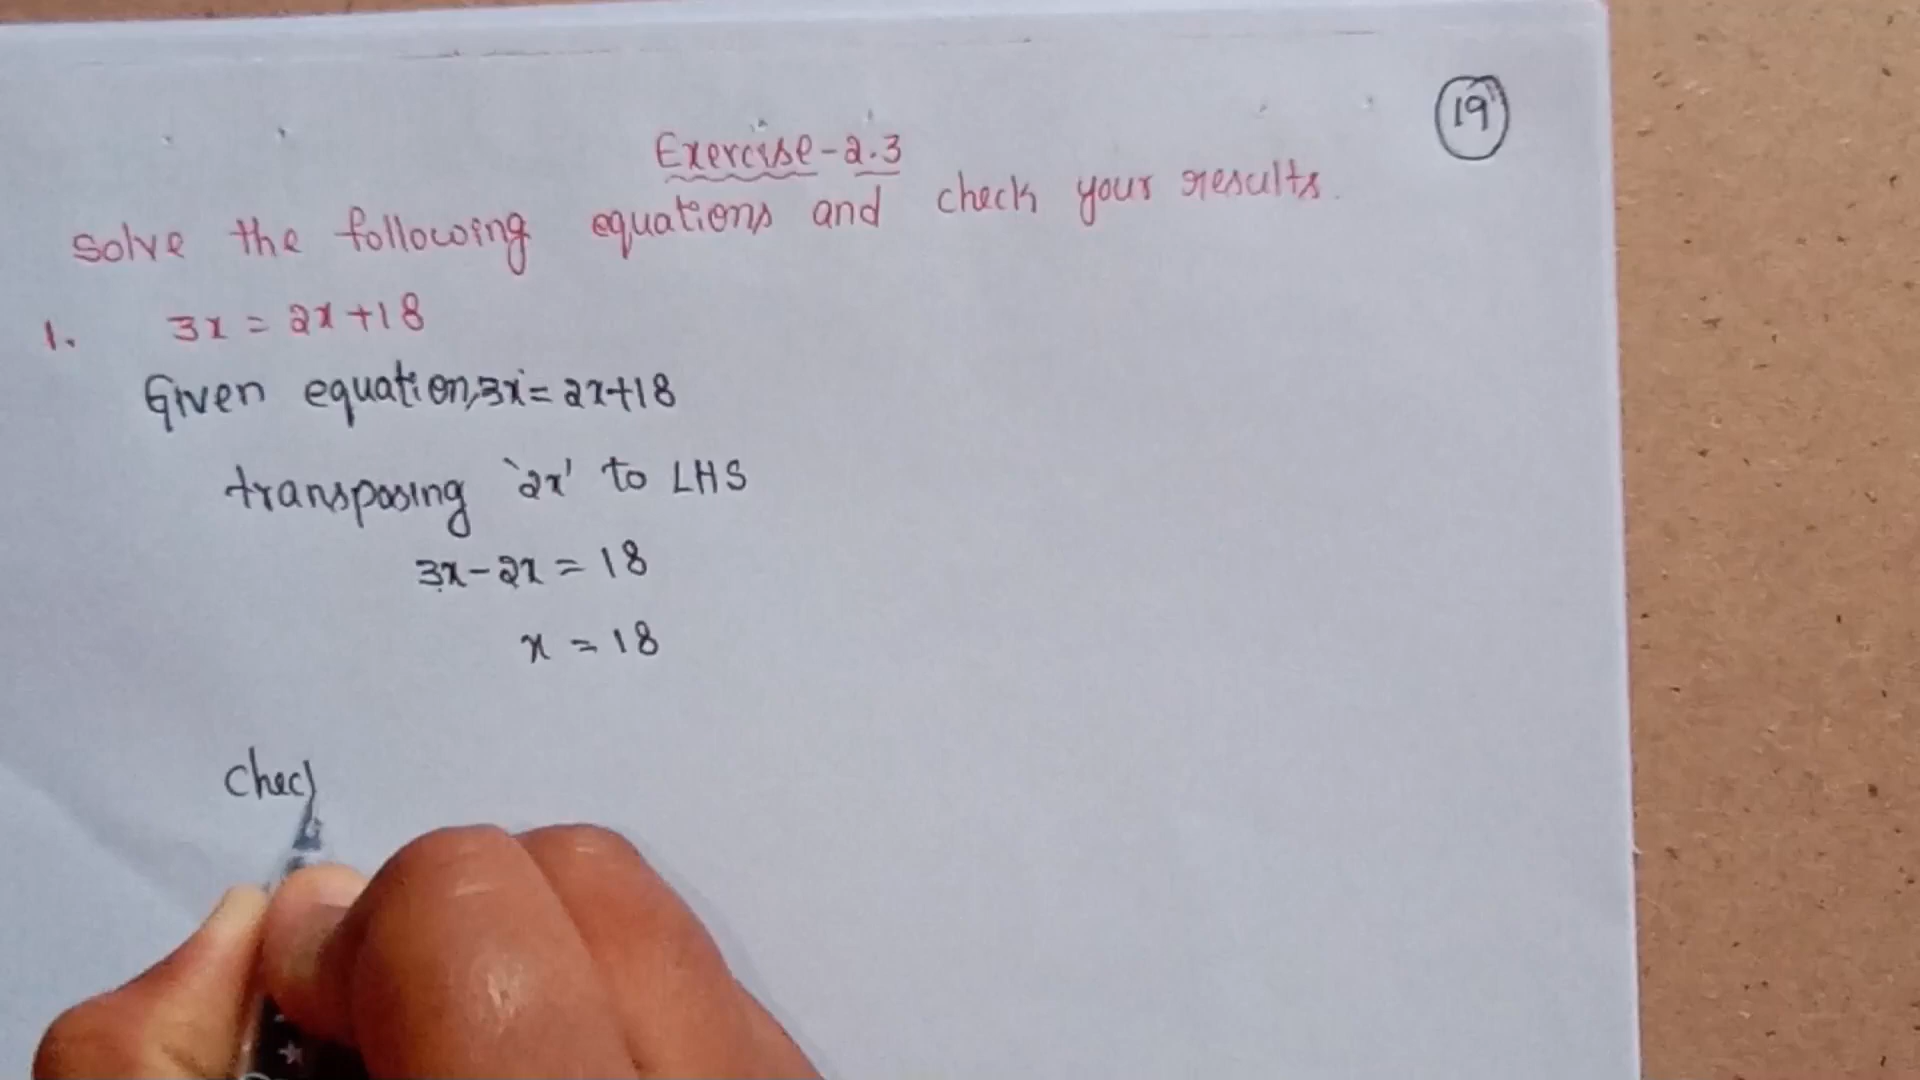 19
Exercise-2.3
Solve the following equations and check your results.
1. 3x = 2x+18
Given equation, 3x = 2x+18
transposing '2x' to LHS
3x-2x = 18
x = 18
Chec